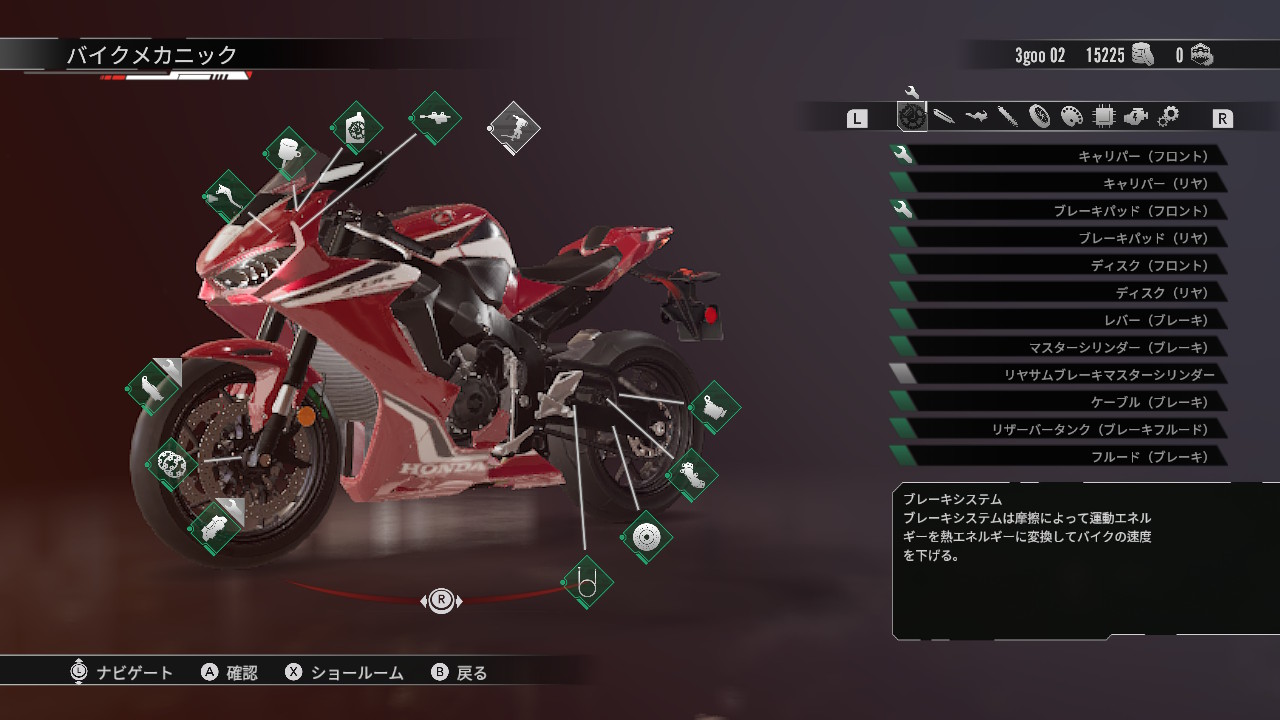 バイクメカニック
3goo 02 15225 0
L R
キャリパー（フロント）
キャリパー（リヤ）
ブレーキパッド（フロント）
ブレーキパッド（リヤ）
ディスク（フロント）
ディスク（リヤ）
レバー（ブレーキ）
マスターシリンダー（ブレーキ）
リヤサムブレーキマスターシリンダー
ケーブル（ブレーキ）
リザーバータンク（ブレーキフルード）
フルード（ブレーキ）
HONDA
ブレーキシステム
ブレーキシステムは摩擦によって運動エネル
ギーを熱エネルギーに変換してバイクの速度
を下げる。
R
L ナビゲート A 確認 X ショールーム B 戻る